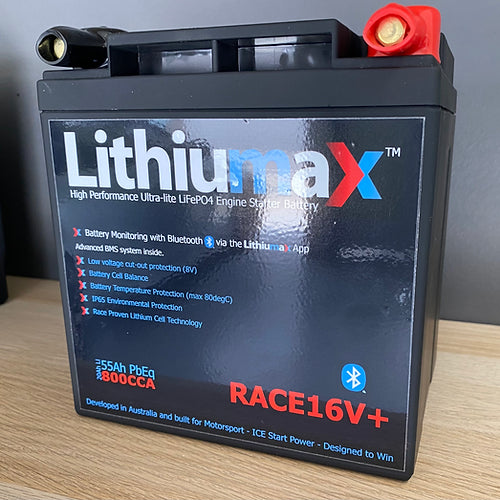 Lithiumax™
High Performance Ultra-lite LiFePO4 Engine Starter Battery
Battery Monitoring with Bluetooth via the Lithiumax App
Advanced BMS system inside.
Low voltage cut-out protection (8V)
Battery Cell Balance
Battery Temperature Protection (max 80degC)
IP65 Environmental Protection
Race Proven Lithium Cell Technology
55Ah PbEq
800CCA
RACE16V+
Developed in Australia and built for Motorsport - ICE Start Power - Designed to Win